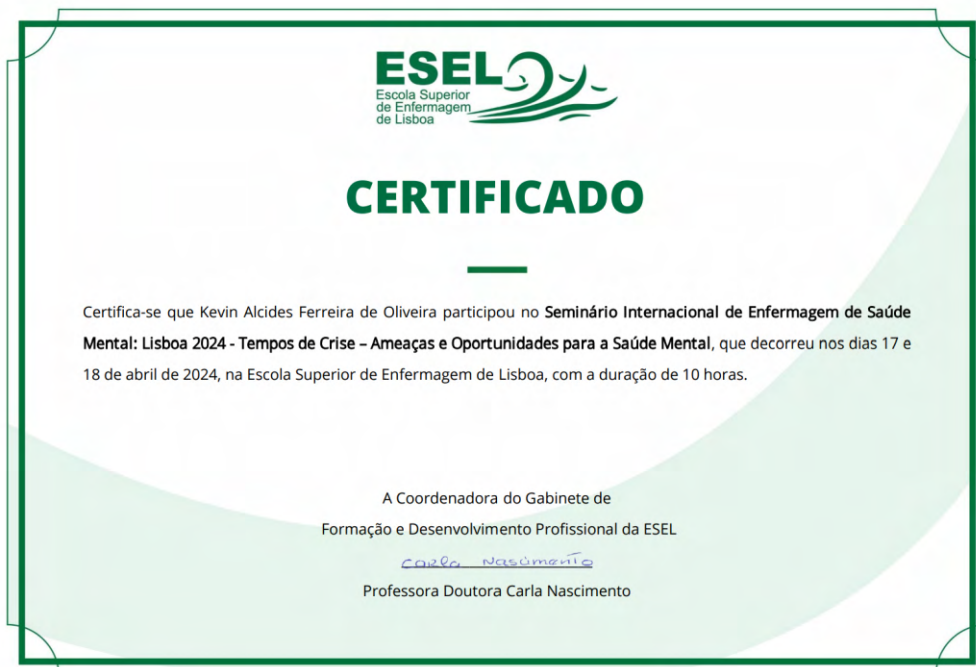 ESEL
Escola Superior
de Enfermagem
de Lisboa
CERTIFICADO
Certifica-se que Kevin Alcides Ferreira de Oliveira participou no Seminário Internacional de Enfermagem de Saúde
Mental: Lisboa 2024 - Tempos de Crise – Ameaças e Oportunidades para a Saúde Mental, que decorreu nos dias 17 e
18 de abril de 2024, na Escola Superior de Enfermagem de Lisboa, com a duração de 10 horas.
A Coordenadora do Gabinete de
Formação e Desenvolvimento Profissional da ESEL
Carla Nascimento
Professora Doutora Carla Nascimento